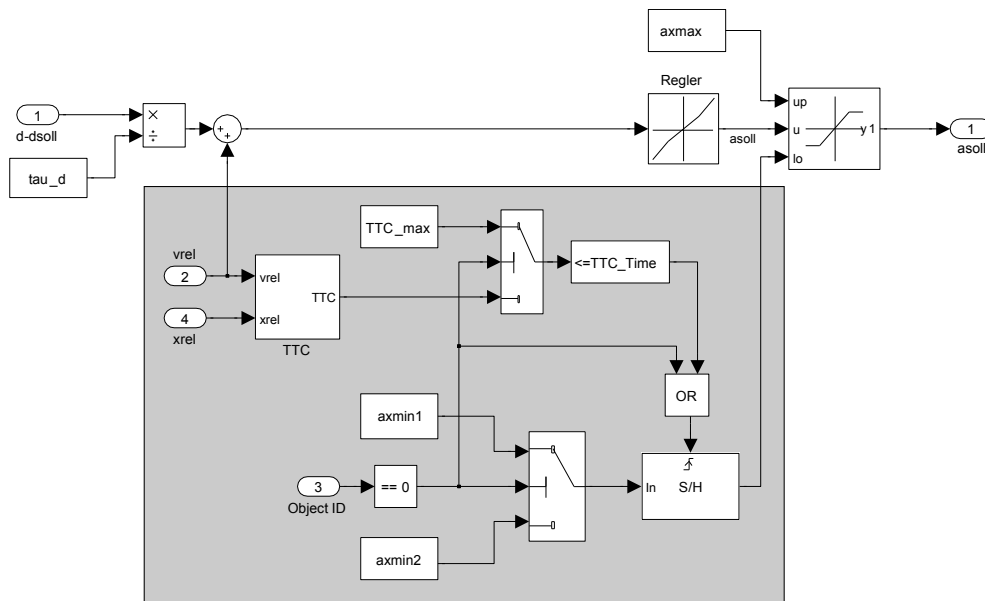 axmax
Regler
1
d-dsoll
×
÷
+
+
asoll
up
u
lo
y1
1
asoll
tau_d
TTC_max
vrel
2
vrel
xrel
TTC
<=TTC_Time
4
xrel
TTC
OR
axmin1
3
Object ID
== 0
In
S/H
axmin2